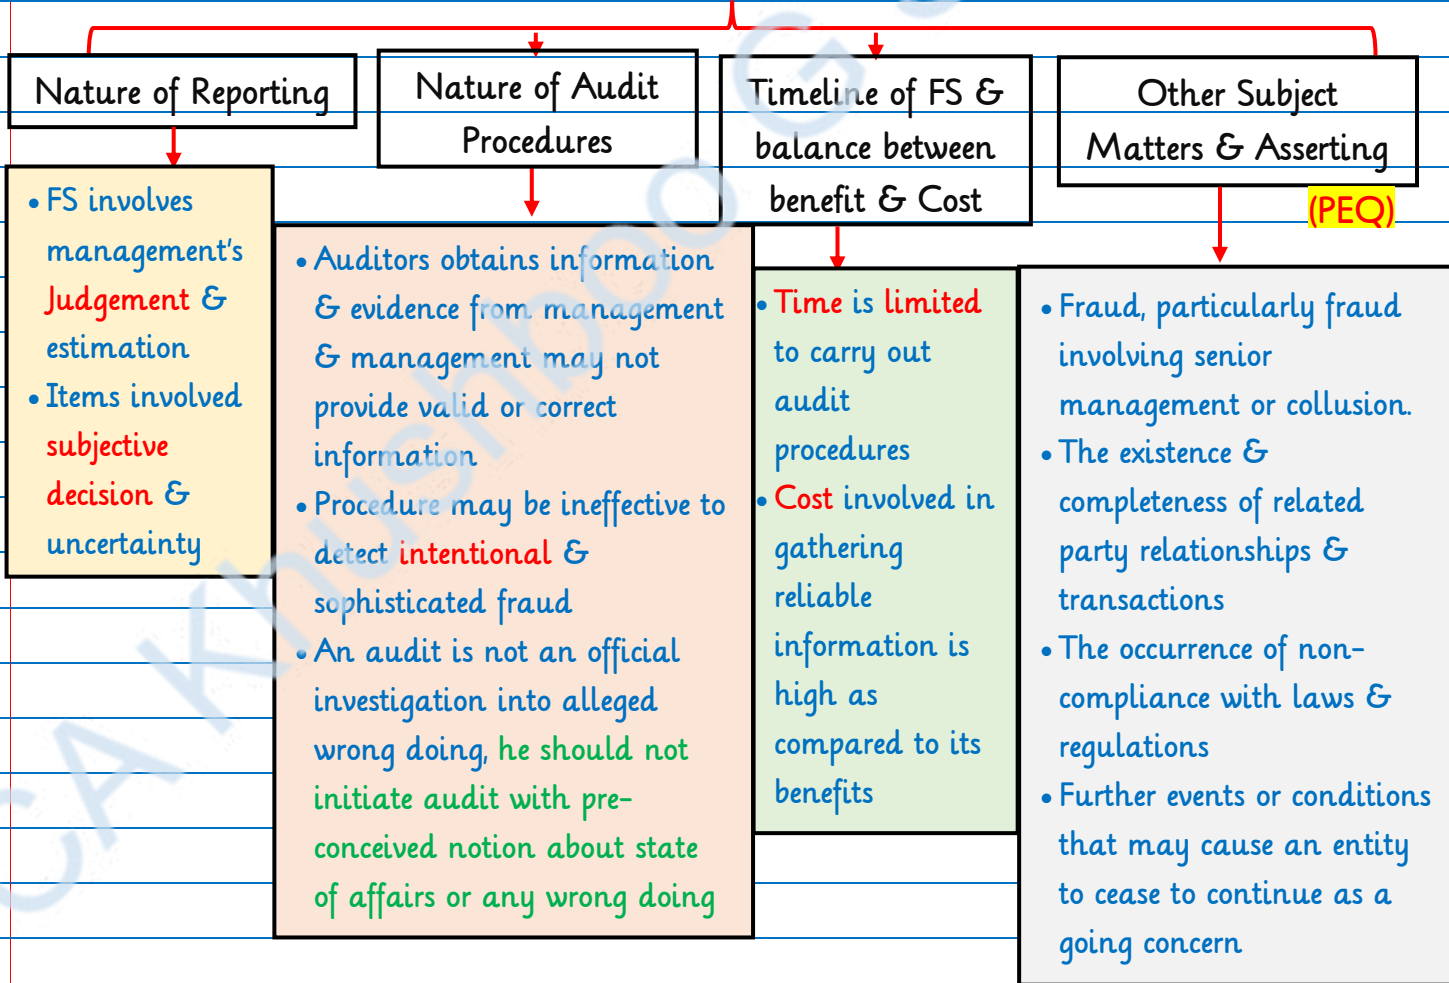 Nature of Reporting
• FS involves
management's
Judgement &
estimation
• Items involved
subjective
decision &
uncertainty
Nature of Audit
Procedures
• Auditors obtains information
& evidence from management
& management may not
provide valid or correct
information
• Procedure may be ineffective to
detect intentional &
sophisticated fraud
• An audit is not an official
investigation into alleged
wrong doing, he should not
initiate audit with pre-
conceived notion about state
of affairs or any wrong doing
Timeline of FS &
balance between
benefit & Cost
• Time is limited
to carry out
audit
procedures
• Cost involved in
gathering
reliable
information is
high as
compared to its
benefits
Other Subject
Matters & Asserting
(PEQ)
• Fraud, particularly fraud
involving senior
management or collusion.
• The existence &
completeness of related
party relationships &
transactions
• The occurrence of non-
compliance with laws &
regulations
• Further events or conditions
that may cause an entity
to cease to continue as a
going concern
CA Khushboo G